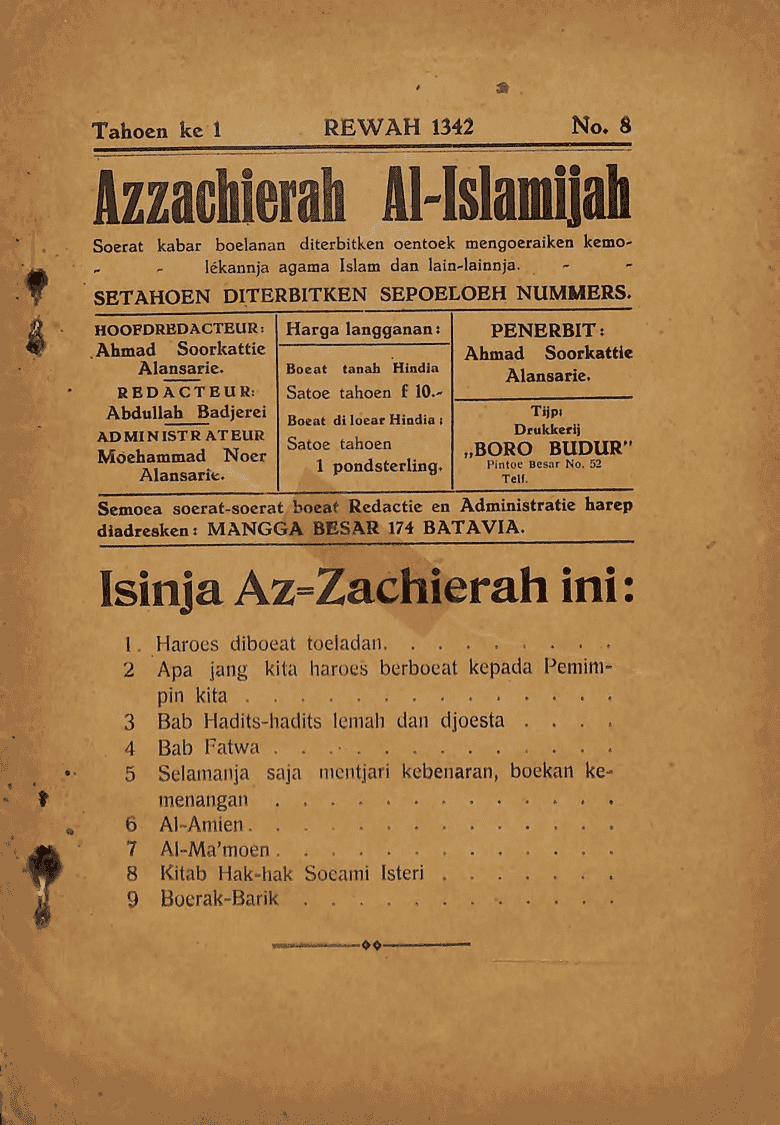 Tahoen ke 1 REWAH 1342 No. 8
Azzachierah Al-Islamijah
Soerat kabar boelanan diterbitken oentoek mengoeraiken kemo-
- - lékannja agama Islam dan lain-lainnja. - -
SETAHOEN DITERBITKEN SEPOELOEH NUMMERS.
HOOFDREDACTEUR:
Ahmad Soorkattie
Alansarie.
REDACTEUR:
Abdullah Badjerei
ADMINISTRATEUR
Moehammad Noer
Alansarie.
Harga langganan:
Boeat tanah Hindia
Satoe tahoen f 10.-
Boeat di loear Hindia:
Satoe tahoen
1 pondsterling.
PENERBIT:
Ahmad Soorkattie
Alansarie.
Tijp:
Drukkerij
„BORO BUDUR”
Pintoe Besar No. 52
Telf.
Semoea soerat-soerat boeat Redactie en Administratie harep
diadresken: MANGGA BESAR 174 BATAVIA.
Isinja Az=Zachierah ini:
1. Haroes diboeat toeladan. . . . . . . . .
2 Apa jang kita haroes berboeat kepada Pemim-
pin kita . . . . . . . . . . . . .
3 Bab Hadits-hadits lemah dan djoesta . . . .
4 Bab Fatwa . . . . . . . . . . . .
5 Selamanja saja mentjari kebenaran, boekan ke-
menangan . . . . . . . . . . . .
6 Al-Amien . . . . . . . . . . . . .
7 Al-Ma'moen . . . . . . . . . . . .
8 Kitab Hak-hak Soeami Isteri . . . . . . .
9 Boerak-Barik . . . . . . . . . . .